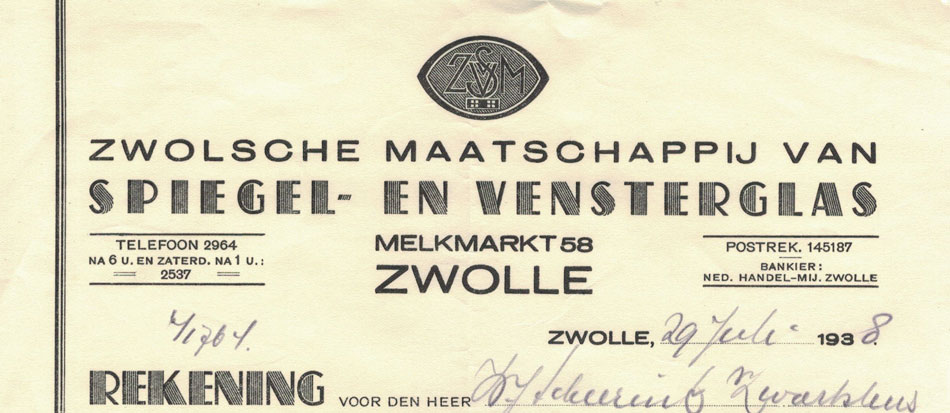 ZVSM
ZWOLSCHE MAATSCHAPPIJ VAN
SPIEGEL- EN VENSTERGLAS
TELEFOON 2964
NA 6 U. EN ZATERD. NA 1 U.:
2537
MELKMARKT 58
ZWOLLE
POSTREK. 145187
BANKIER:
NED. HANDEL-MIJ. ZWOLLE
ZWOLLE, 29 Juli 1938.
REKENING VOOR DEN HEER